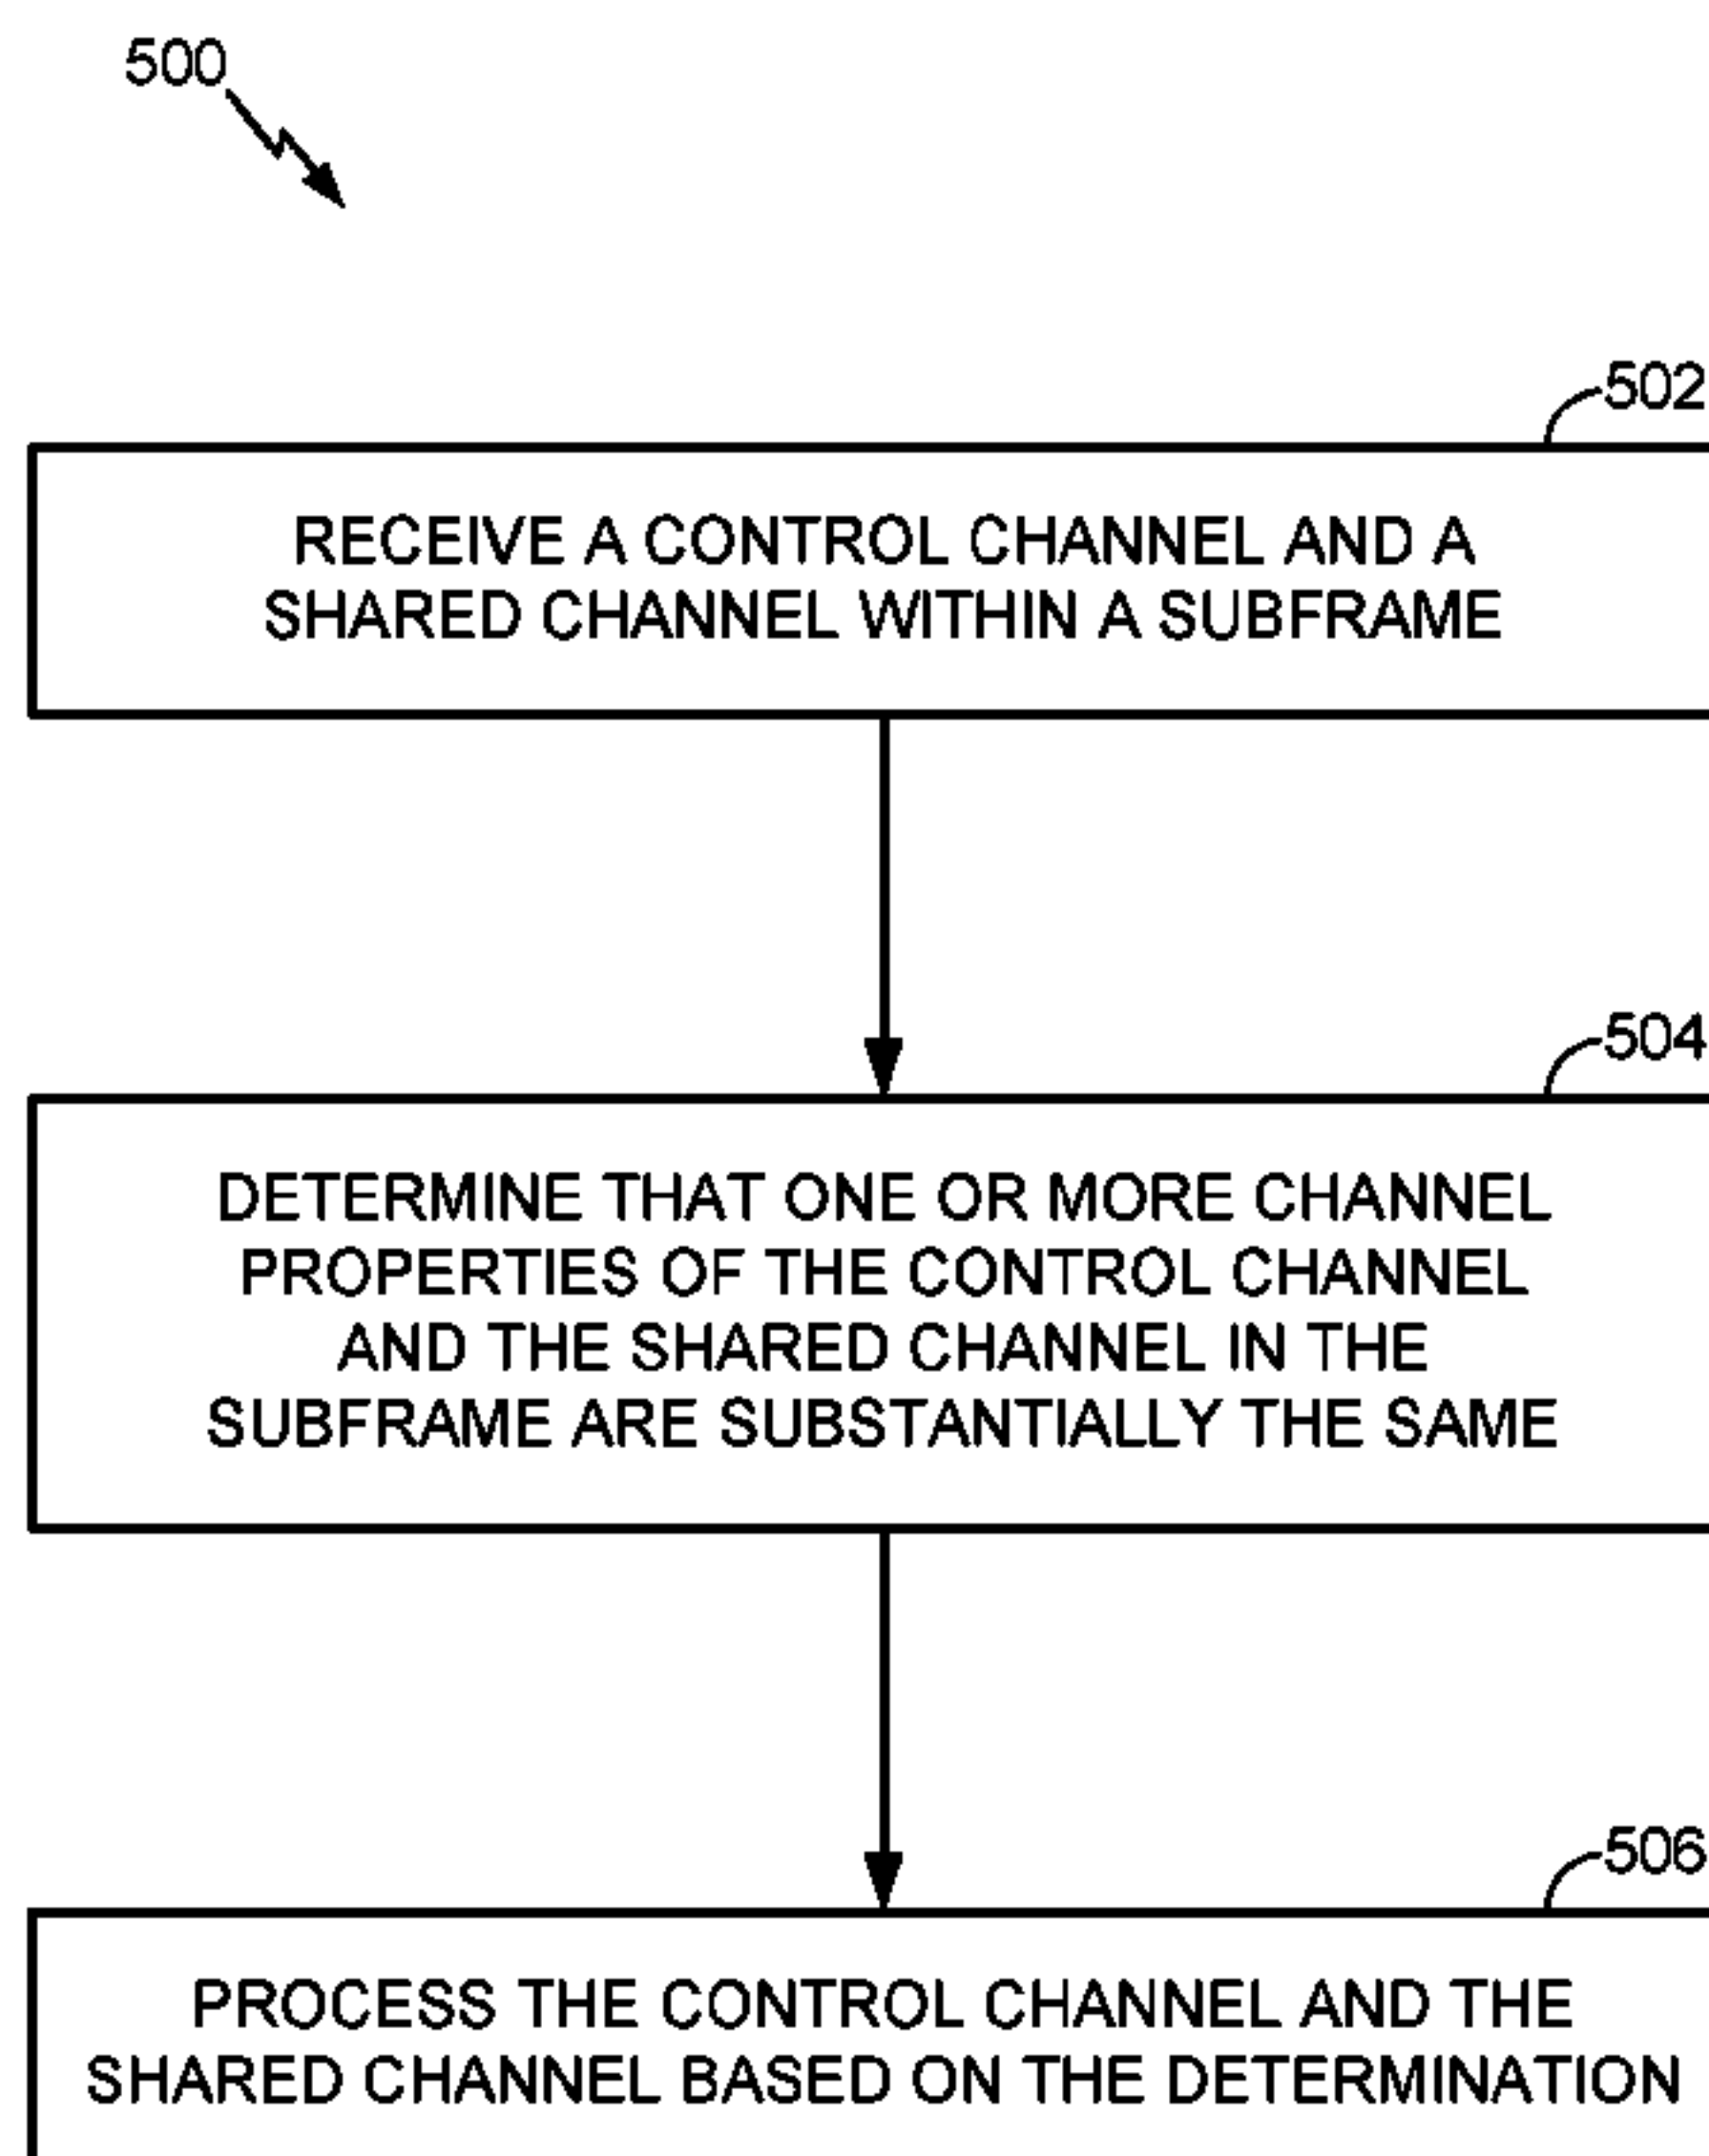 500
502
RECEIVE A CONTROL CHANNEL AND A
SHARED CHANNEL WITHIN A SUBFRAME
504
DETERMINE THAT ONE OR MORE CHANNEL
PROPERTIES OF THE CONTROL CHANNEL
AND THE SHARED CHANNEL IN THE
SUBFRAME ARE SUBSTANTIALLY THE SAME
506
PROCESS THE CONTROL CHANNEL AND THE
SHARED CHANNEL BASED ON THE DETERMINATION